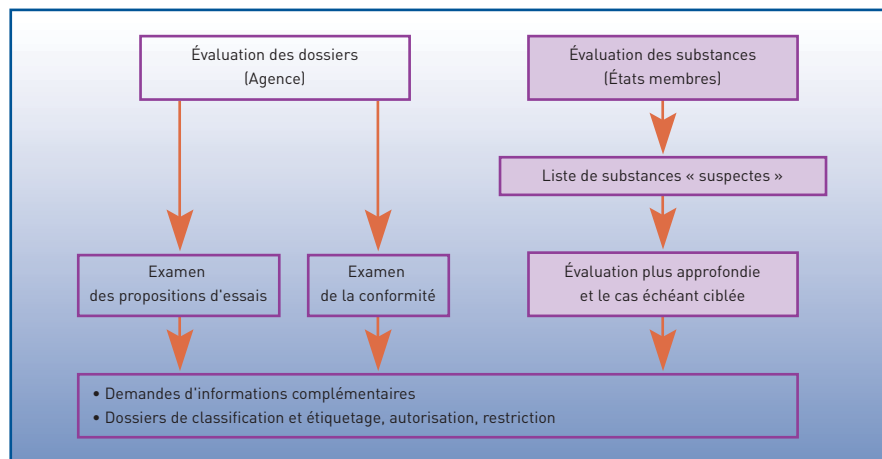 Évaluation des dossiers
(Agence)
Évaluation des substances
(États membres)
Liste de substances « suspectes »
Examen
des propositions d'essais
Examen
de la conformité
Évaluation plus approfondie
et le cas échéant ciblée
• Demandes d'informations complémentaires
• Dossiers de classification et étiquetage, autorisation, restriction